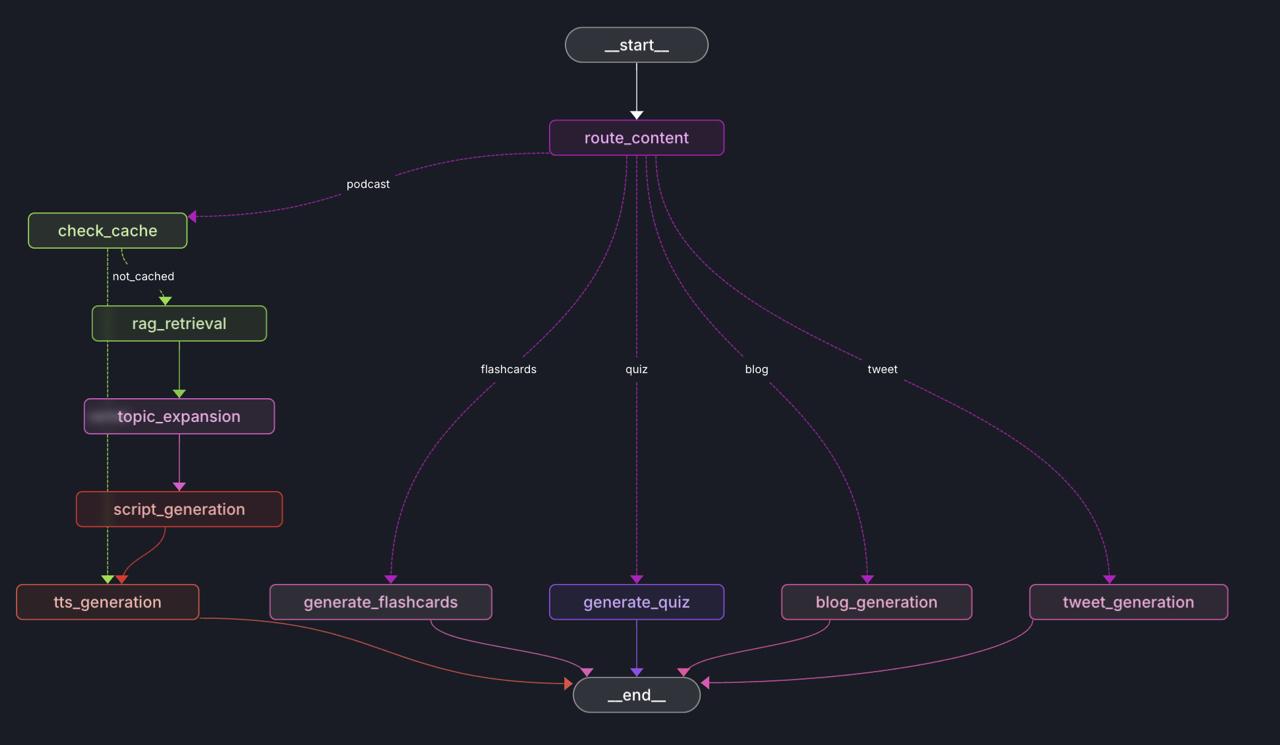 __start__
route_content
podcast
check_cache
not_cached
rag_retrieval
flashcards
quiz
blog
tweet
topic_expansion
script_generation
tts_generation
generate_flashcards
generate_quiz
blog_generation
tweet_generation
__end__